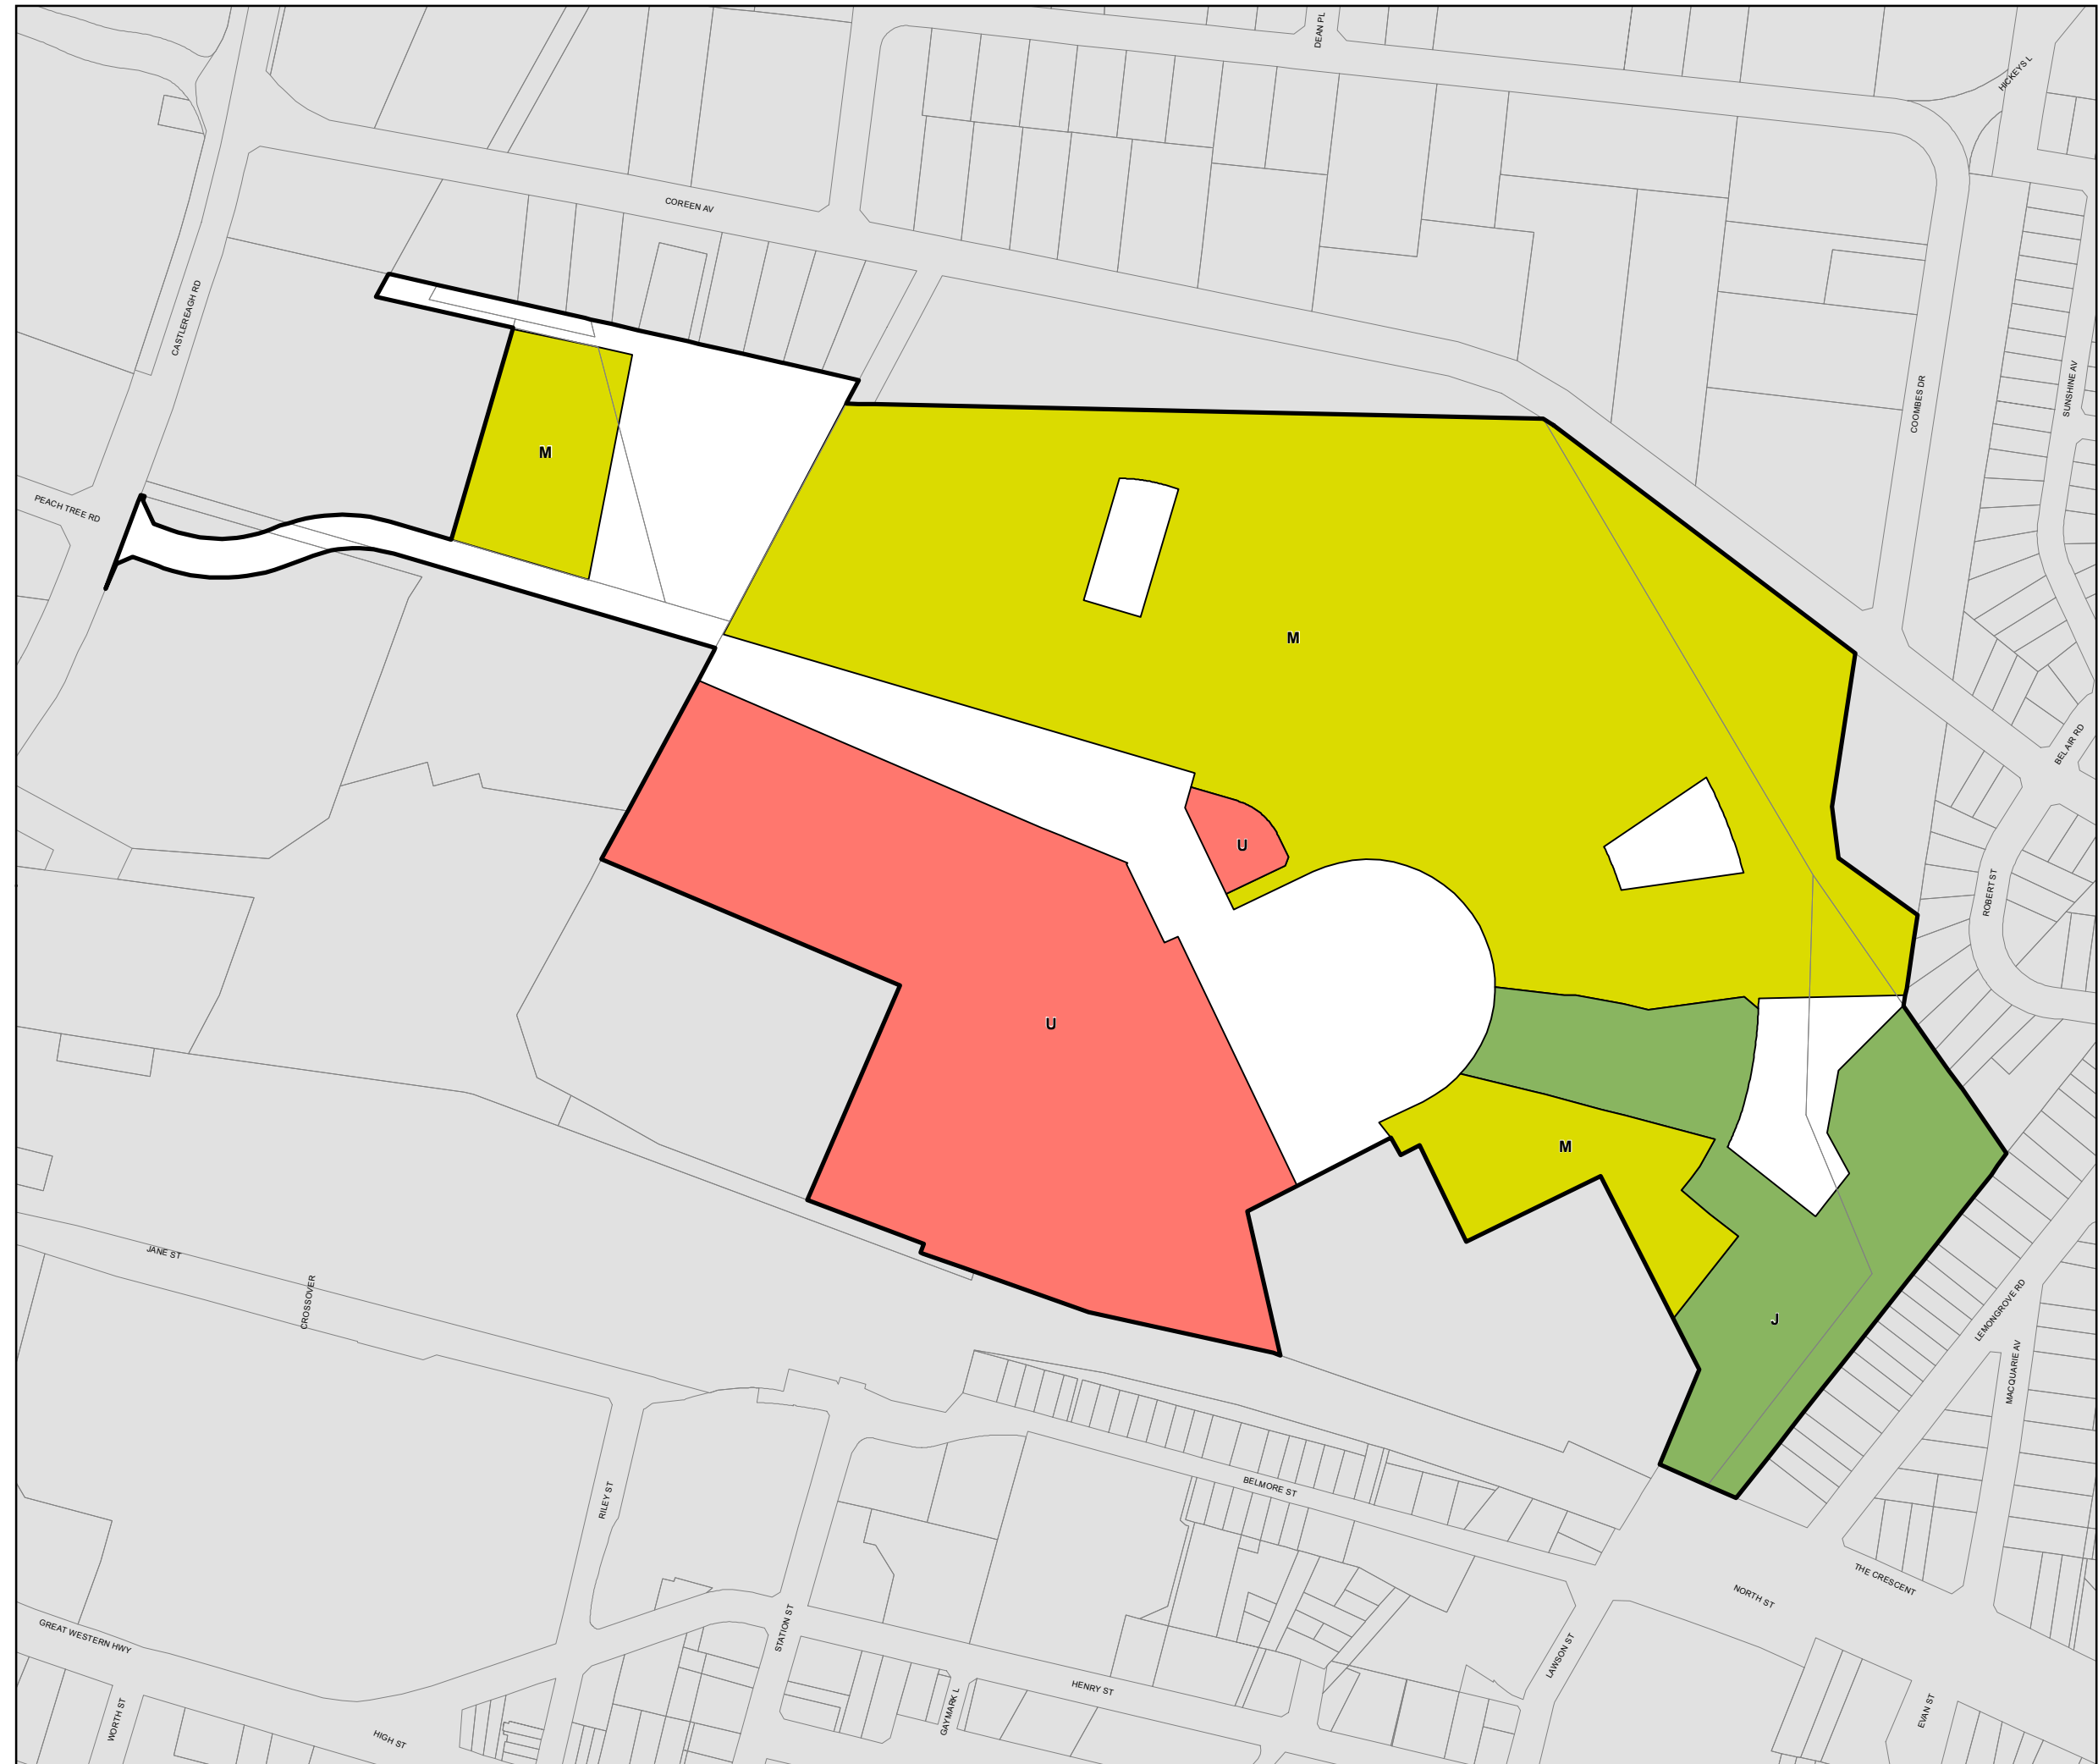 DEAN PL
HICKEYS L
COREEN AV
CASTLEREAGH RD
COOMBES DR
SUNSHINE AV
M
PEACH TREE RD
M
BELAIR RD
U
ROBERT ST
U
M
JANE ST
CROSSOVER
J
LEMONGROVE RD
MACQUARIE AV
BELMORE ST
RILEY ST
THE CRESCENT
NORTH ST
GREAT WESTERN HWY
STATION ST
LAWSON ST
HENRY ST
GAYMARK L
EVAN ST
WORTH ST
HIGH ST